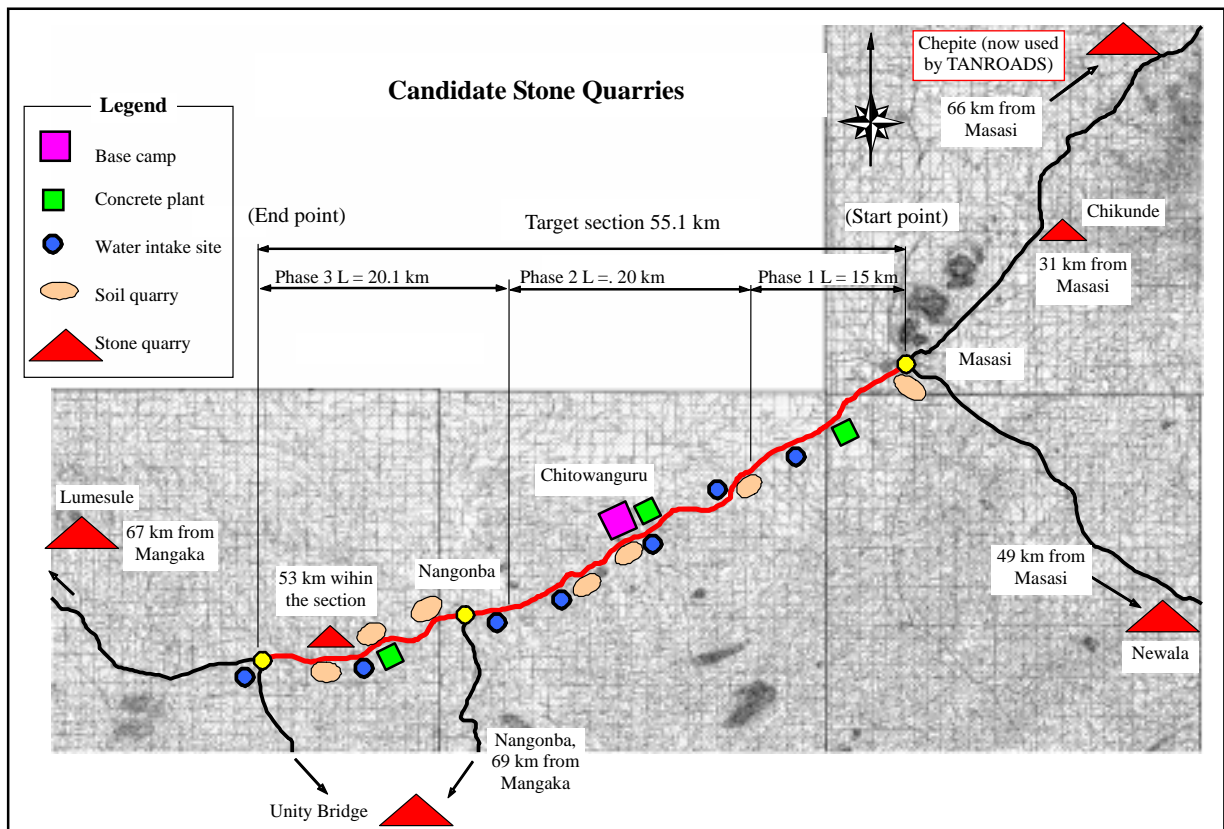 Candidate Stone Quarries
Chepite (now used
by TANROADS)
66 km from
Masasi
Legend
Base camp
Concrete plant
Water intake site
Soil quarry
Stone quarry
(End point)
Target section 55.1 km
(Start point)
Phase 3 L = 20.1 km
Phase 2 L =. 20 km
Phase 1 L = 15 km
Chikunde
31 km from
Masasi
Masasi
Chitowanguru
Lumesule
67 km from
Mangaka
53 km wihin
the section
Nangonba
49 km from
Masasi
Newala
Nangonba,
69 km from
Mangaka
Unity Bridge